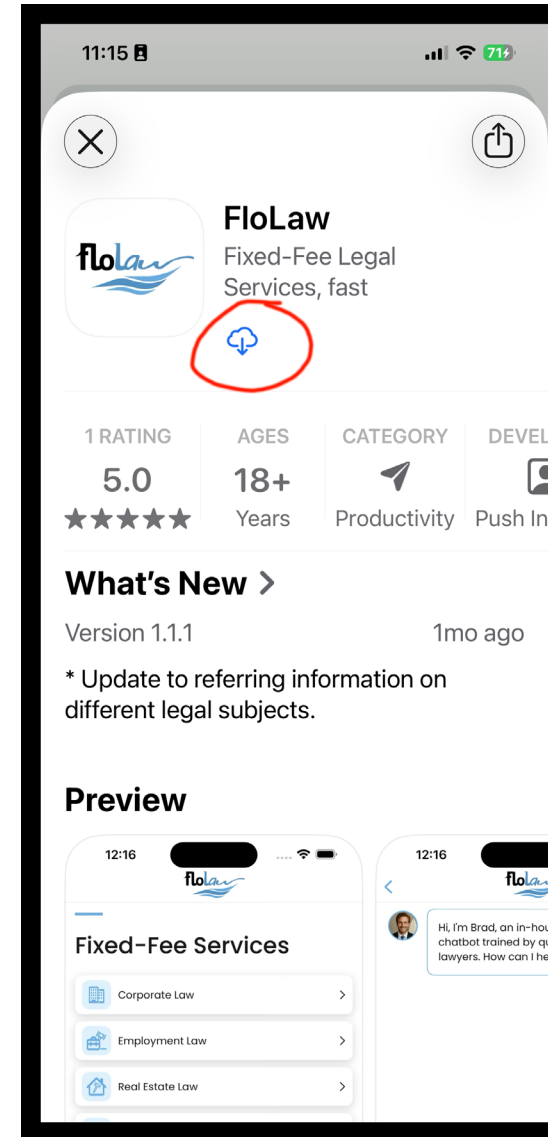 11:15
71
flolaw
FloLaw
Fixed-Fee Legal
Services, fast
1 RATING
AGES
CATEGORY
DEVEL
5.0
18+
Years
Productivity
Push In
What's New >
Version 1.1.1
1mo ago
* Update to referring information on
different legal subjects.
Preview
12:16
flolaw
Fixed-Fee Services
Corporate Law
Employment Law
Real Estate Law
12:16
flolaw
Hi, I'm Brad, an in-hou
chatbot trained by qu
lawyers. How can I he